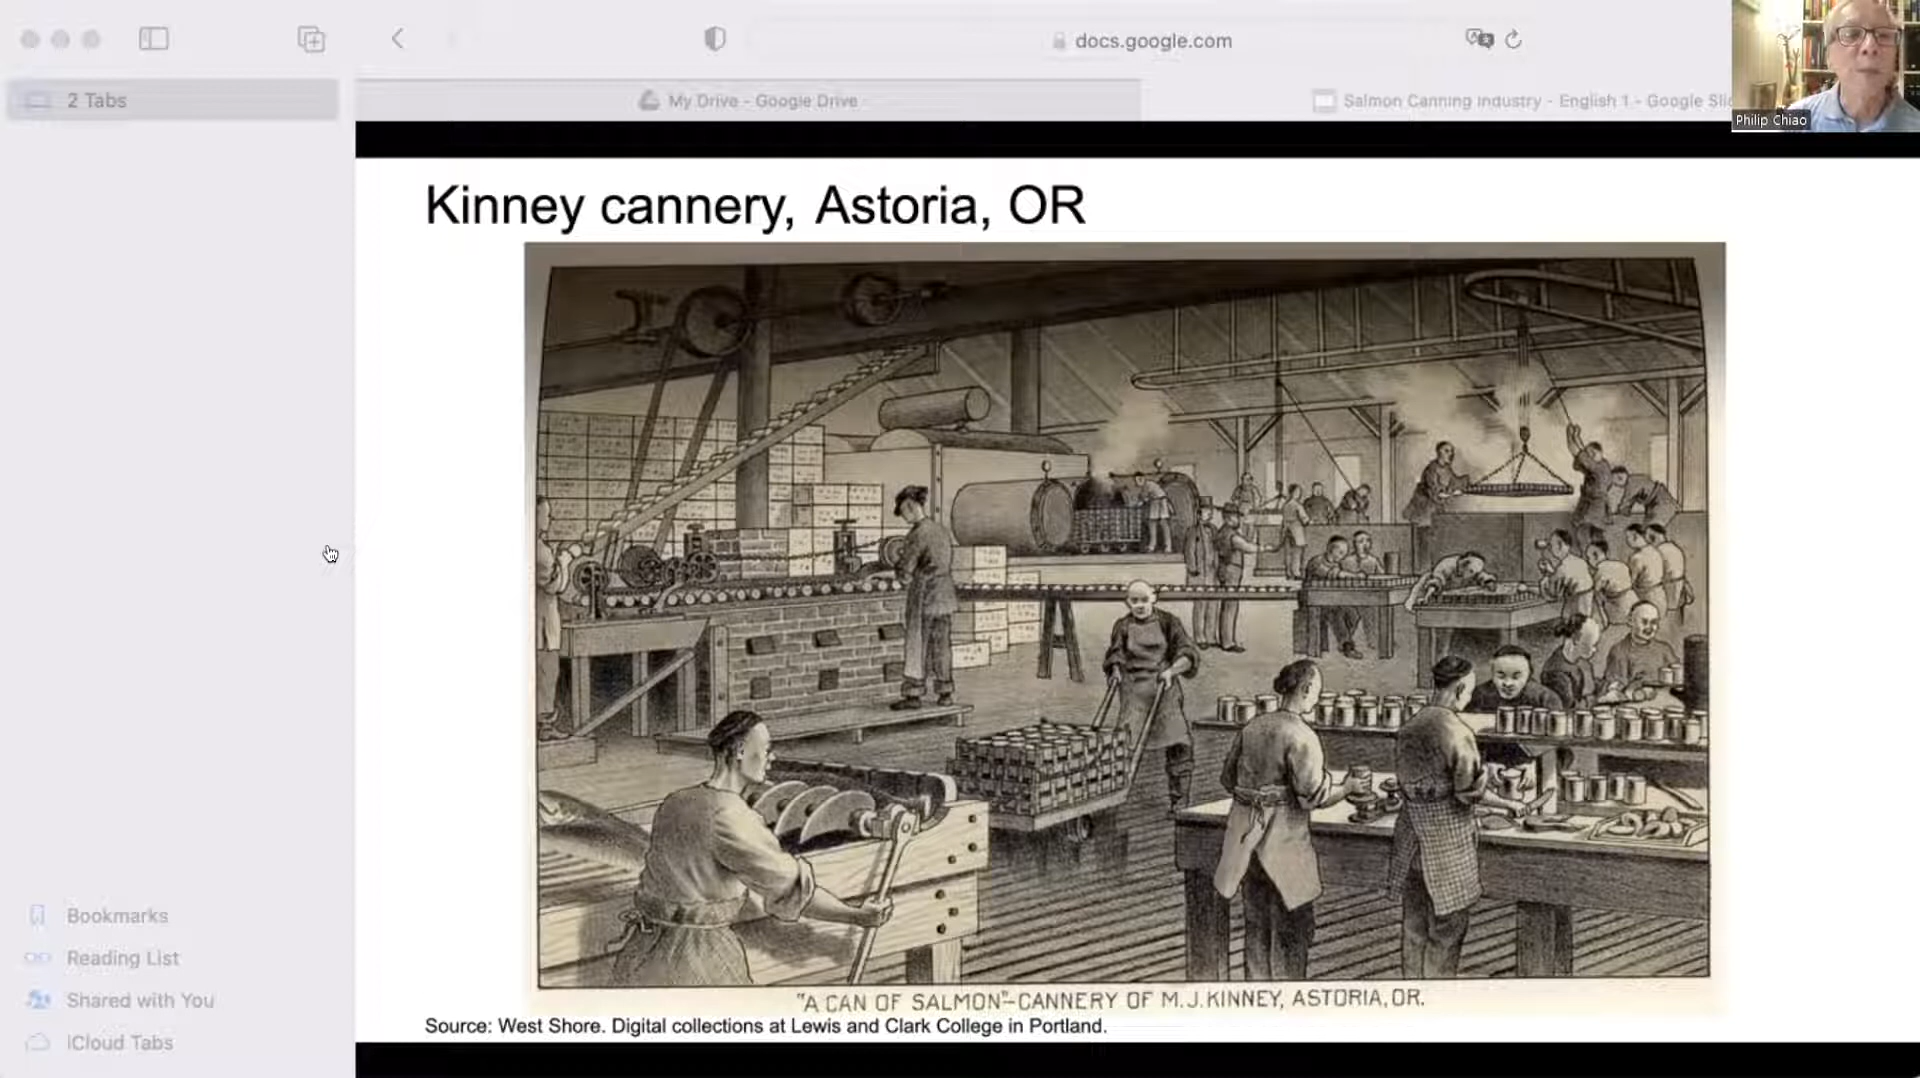 docs.google.com
2 Tabs
My Drive - Google Drive
Salmon Canning Industry - English 1 - Google Slid
Philip Chiao
Kinney cannery, Astoria, OR
"A CAN OF SALMON"-CANNERY OF M.J.KINNEY, ASTORIA, OR.
Source: West Shore. Digital collections at Lewis and Clark College in Portland.
Bookmarks
Reading List
Shared with You
iCloud Tabs